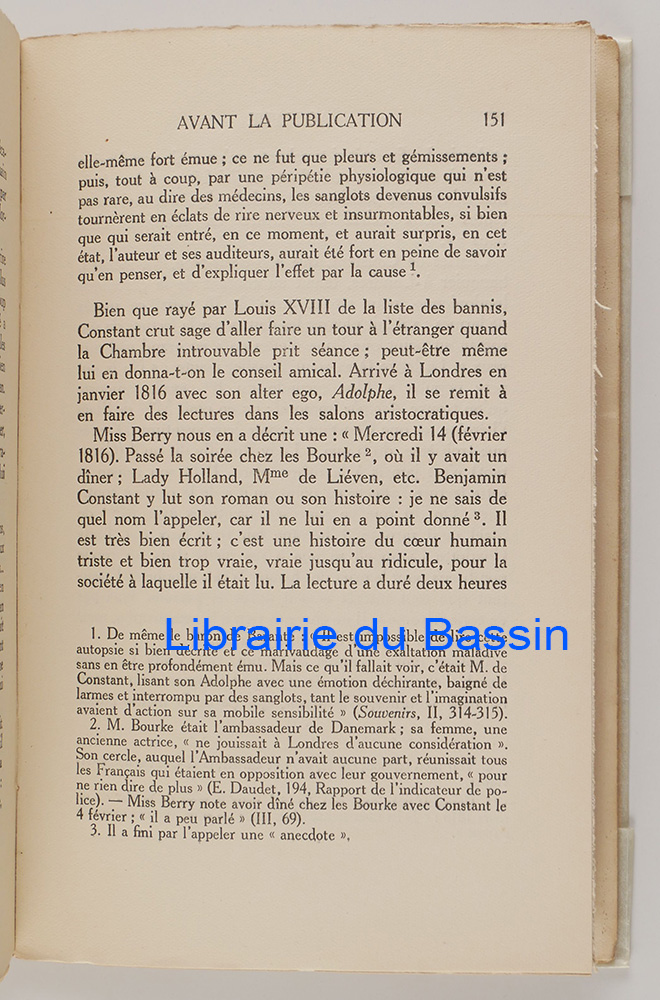 AVANT LA PUBLICATION 151
elle-même fort émue ; ce ne fut que pleurs et gémissements ;
puis, tout à coup, par une péripétie physiologique qui n'est
pas rare, au dire des médecins, les sanglots devenus convulsifs
tournèrent en éclats de rire nerveux et insurmontables, si bien
que qui serait entré, en ce moment, et aurait surpris, en cet
état, l'auteur et ses auditeurs, aurait été fort en peine de savoir
qu'en penser, et d'expliquer l'effet par la cause 1.
Bien que rayé par Louis XVIII de la liste des bannis,
Constant crut sage d'aller faire un tour à l'étranger quand
la Chambre introuvable prit séance ; peut-être même
lui en donna-t-on le conseil amical. Arrivé à Londres en
janvier 1816 avec son alter ego, Adolphe, il se remit à
en faire des lectures dans les salons aristocratiques.
Miss Berry nous en a décrit une : « Mercredi 14 (février
1816). Passé la soirée chez les Bourke 2, où il y avait un
dîner ; Lady Holland, Mme de Liéven, etc. Benjamin
Constant y lut son roman ou son histoire : je ne sais de
quel nom l'appeler, car il ne lui en a point donné 3. Il
est très bien écrit ; c'est une histoire du cœur humain
triste et bien trop vraie, vraie jusqu'au ridicule, pour la
société à laquelle il était lu. La lecture a duré deux heures
1. De même le baron de Barante : « Il est impossible de lire cette
Librairie du Bassin
autopsie si bien décrite et ce marivaudage d'une exaltation maladive
sans en être profondément ému. Mais ce qu'il fallait voir, c'était M. de
Constant, lisant son Adolphe avec une émotion déchirante, baigné de
larmes et interrompu par des sanglots, tant le souvenir et l'imagination
avaient d'action sur sa mobile sensibilité » (Souvenirs, II, 314-315).
2. M. Bourke était l'ambassadeur de Danemark ; sa femme, une
ancienne actrice, « ne jouissait à Londres d'aucune considération ».
Son cercle, auquel l'Ambassadeur n'avait aucune part, réunissait tous
les Français qui étaient en opposition avec leur gouvernement, « pour
ne rien dire de plus » (E. Daudet, 194, Rapport de l'indicateur de po-
lice). — Miss Berry note avoir dîné chez les Bourke avec Constant le
4 février ; « il a peu parlé » (III, 69).
3. Il a fini par l'appeler une « anecdote ».